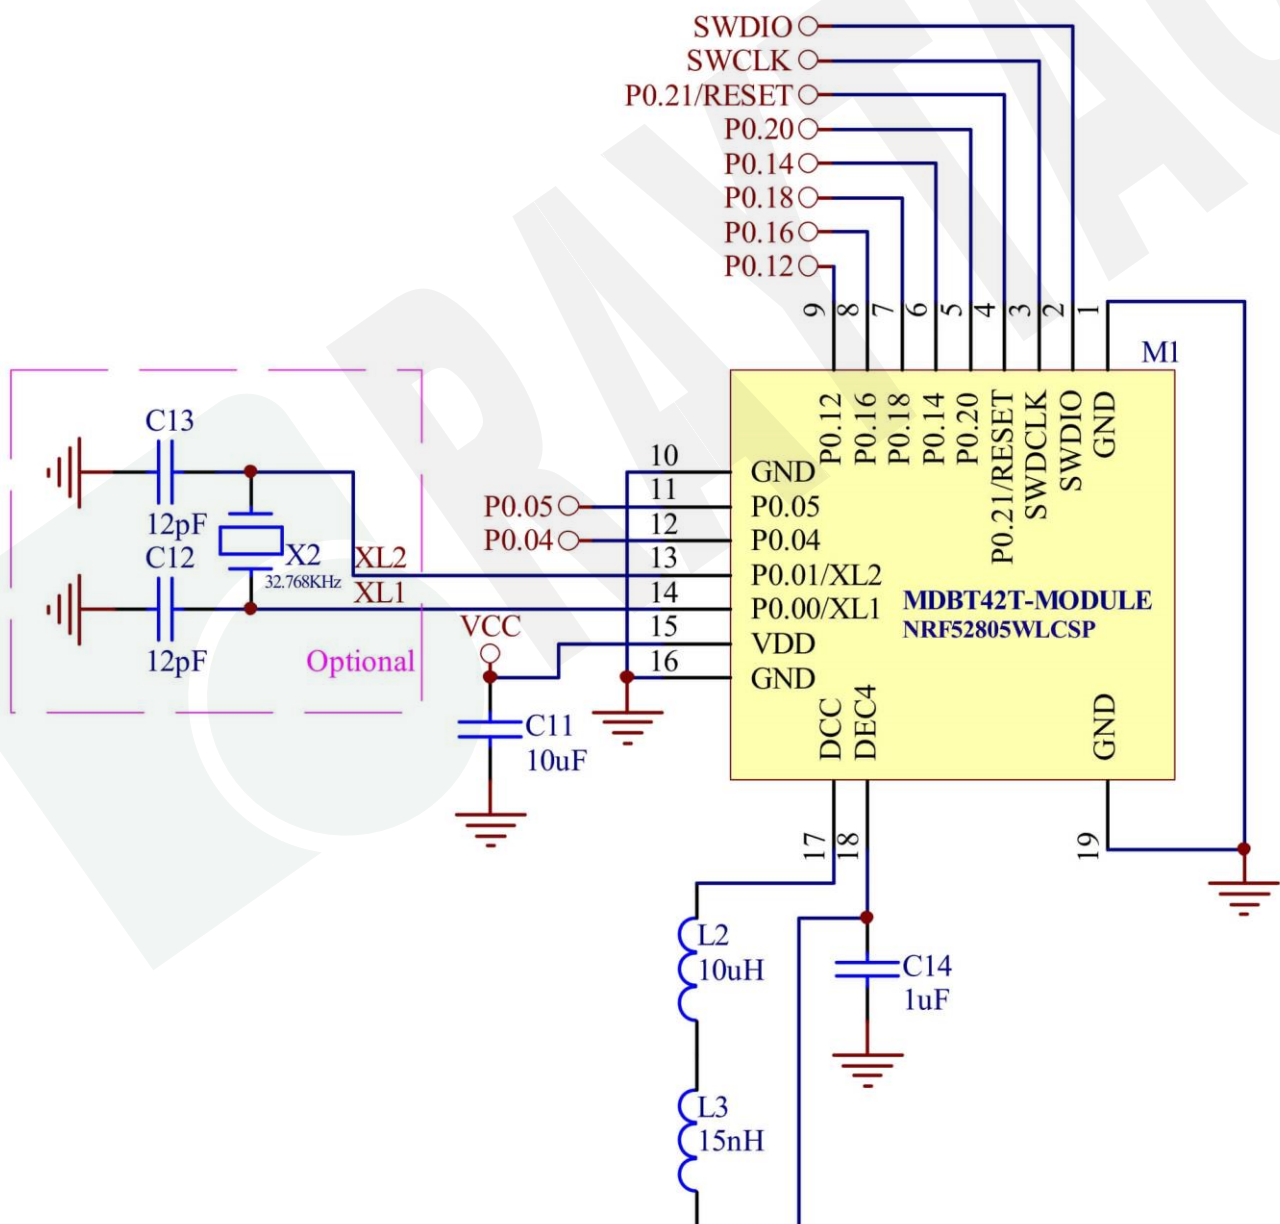 SWDIO
SWCLK
P0.21/RESET
P0.20
P0.14
P0.18
P0.16
P0.12
9
8
7
6
5
4
3
2
1
M1
P0.12
P0.16
P0.18
P0.14
P0.20
P0.21/RESET
SWDCLK
SWDIO
GND
C13
12pF
C12
12pF
X2
32.768KHz
XL2
XL1
Optional
VCC
C11
10uF
P0.05
P0.04
10
11
12
13
14
15
16
GND
P0.05
P0.04
P0.01/XL2
P0.00/XL1
VDD
GND
MDBT42T-MODULE
NRF52805WLCSP
DCC
DEC4
GND
17
18
19
L2
10uH
C14
1uF
L3
15nH
RAYTAC